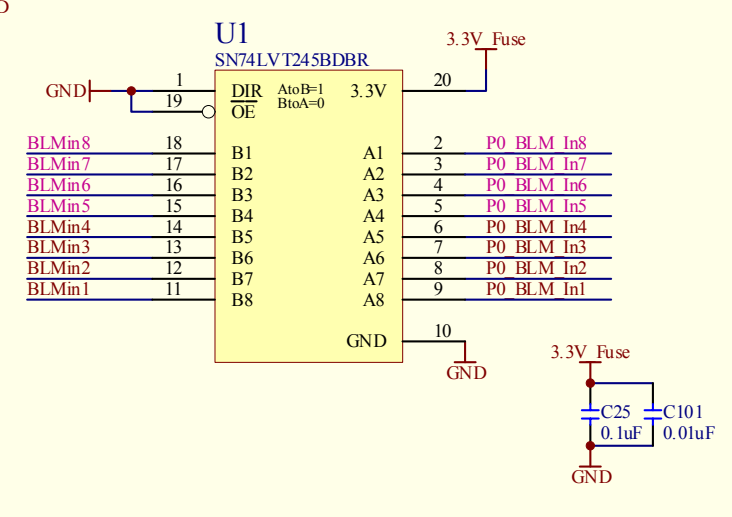 D
U1
SN74LVT245BDBR
3.3V_Fuse
GND 1 DIR AtoB=1 3.3V 20
19 OE BtoA=0
BLMin8 18 B1 A1 2 P0_BLM_In8
BLMin7 17 B2 A2 3 P0_BLM_In7
BLMin6 16 B3 A3 4 P0_BLM_In6
BLMin5 15 B4 A4 5 P0_BLM_In5
BLMin4 14 B5 A5 6 P0_BLM_In4
BLMin3 13 B6 A6 7 P0_BLM_In3
BLMin2 12 B7 A7 8 P0_BLM_In2
BLMin1 11 B8 A8 9 P0_BLM_In1
GND 10
GND
3.3V_Fuse
C25 C101
0.1uF 0.01uF
GND